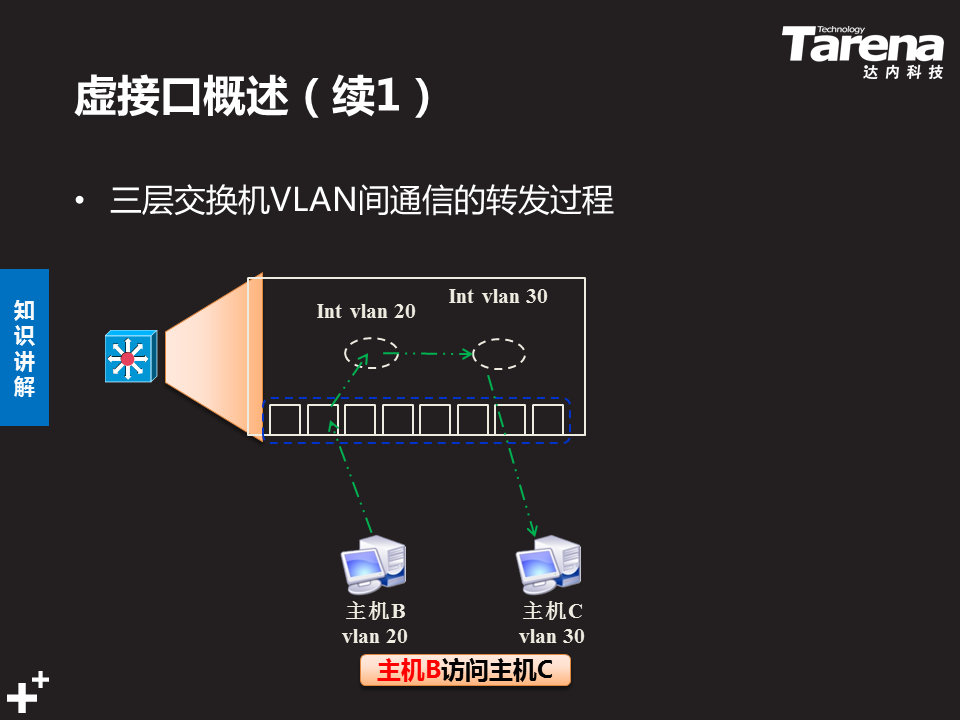 Technology
Tarena
达内科技
虚接口概述（续1）
• 三层交换机VLAN间通信的转发过程
知识讲解
Int vlan 20
Int vlan 30
主机B
vlan 20
主机C
vlan 30
主机B访问主机C